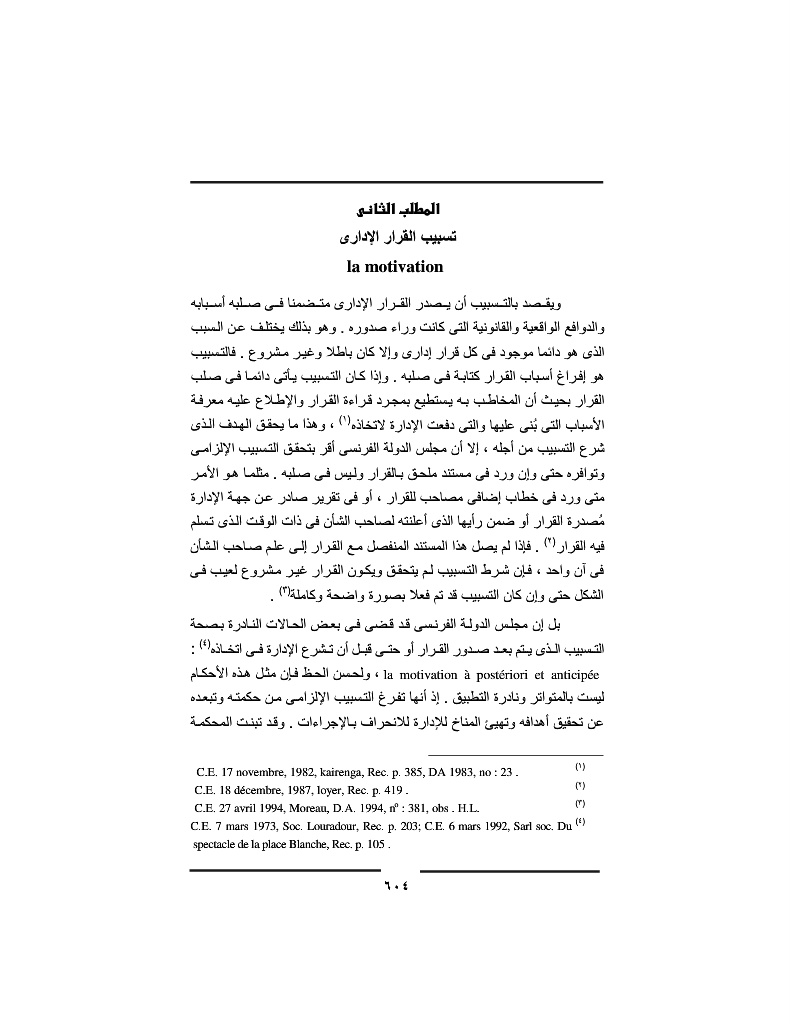 المطلب الثانى
تسبيب القرار الإدارى
la motivation
ويقصد بالتسبيب أن يصدر القرار الإدارى متضمنا فى صلبه أسبابه
والدوافع الواقعية والقانونية التى كانت وراء صدوره . وهو بذلك يختلف عن السبب
الذى هو دائما موجود فى كل قرار إدارى وإلا كان باطلا وغير مشروع . فالتسبيب
هو إفراغ أسباب القرار كتابة فى صلبه . وإذا كان التسبيب يأتى دائما فى صلب
القرار بحيث أن المخاطب به يستطيع بمجرد قراءة القرار والإطلاع عليه معرفة
الأسباب التى بُنى عليها والتى دفعت الإدارة لاتخاذه(١) ، وهذا ما يحقق الهدف الذى
شرع التسبيب من أجله ، إلا أن مجلس الدولة الفرنسى أقر بتحقق التسبيب الإلزامى
وتوافره حتى وإن ورد فى مستند ملحق بالقرار وليس فى صلبه . مثلما هو الأمر
متى ورد فى خطاب إضافى مصاحب للقرار ، أو فى تقرير صادر عن جهة الإدارة
مُصدرة القرار أو ضمن رأيها الذى أعلنته لصاحب الشأن فى ذات الوقت الذى تسلم
فيه القرار(٢) . فإذا لم يصل هذا المستند المنفصل مع القرار إلى علم صاحب الشأن
فى آن واحد ، فإن شرط التسبيب لم يتحقق ويكون القرار غير مشروع لعيب فى
الشكل حتى وإن كان التسبيب قد تم فعلا بصورة واضحة وكاملة(٣) .
بل إن مجلس الدولة الفرنسى قد قضى فى بعض الحالات النادرة بصحة
التسبيب الذى يتم بعد صدور القرار أو حتى قبل أن تشرع الإدارة فى اتخاذه(٤) :
la motivation à postériori et anticipée ، ولحسن الحظ فإن مثل هذه الأحكام
ليست بالمتواتر ونادرة التطبيق . إذ أنها تفرغ التسبيب الإلزامى من حكمته وتبعده
عن تحقيق أهدافه وتهيئ المناخ للإدارة للانحراف بالإجراءات . وقد تبنت المحكمة
(١) C.E. 17 novembre, 1982, kairenga, Rec. p. 385, DA 1983, no : 23 .
(٢) C.E. 18 décembre, 1987, loyer, Rec. p. 419 .
(٣) C.E. 27 avril 1994, Moreau, D.A. 1994, nº : 381, obs . H.L.
(٤) C.E. 7 mars 1973, Soc. Louradour, Rec. p. 203; C.E. 6 mars 1992, Sarl soc. Du
spectacle de la place Blanche, Rec. p. 105 .
٦٠٤